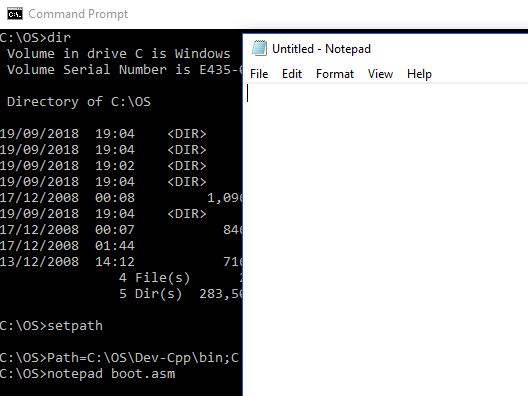 Command Prompt
C:\OS>dir
Volume in drive C is Windows
Volume Serial Number is E435-
Directory of C:\OS
19/09/2018 19:04 <DIR>
19/09/2018 19:04 <DIR>
19/09/2018 19:02 <DIR>
19/09/2018 19:04 <DIR>
17/12/2008 00:08 1,096
19/09/2018 19:04 <DIR>
17/12/2008 00:07 846
17/12/2008 01:44
13/12/2008 14:12 716
4 File(s)
5 Dir(s) 283,50
C:\OS>setpath
C:\OS>Path=C:\OS\Dev-Cpp\bin;C
C:\OS>notepad boot.asm
Untitled - Notepad
File Edit Format View Help